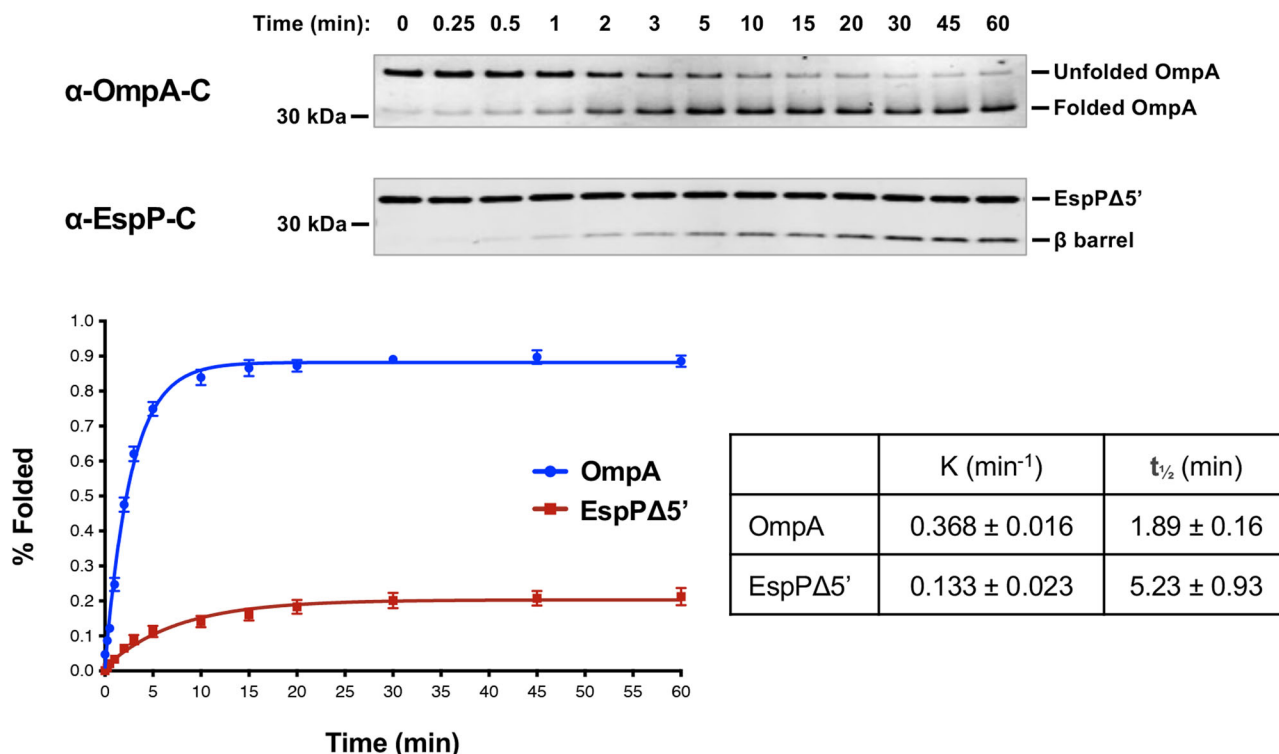 Time (min): 0 0.25 0.5 1 2 3 5 10 15 20 30 45 60
α-OmpA-C
Unfolded OmpA
Folded OmpA
30 kDa
α-EspP-C
EspPΔ5’
30 kDa
β barrel
1.0
0.9
0.8
0.7
0.6
0.5
0.4
0.3
0.2
0.1
0.0
% Folded
OmpA
EspPΔ5’
0 5 10 15 20 25 30 35 40 45 50 55 60
Time (min)
K (min⁻¹) t½ (min)
OmpA 0.368 ± 0.016 1.89 ± 0.16
EspPΔ5’ 0.133 ± 0.023 5.23 ± 0.93